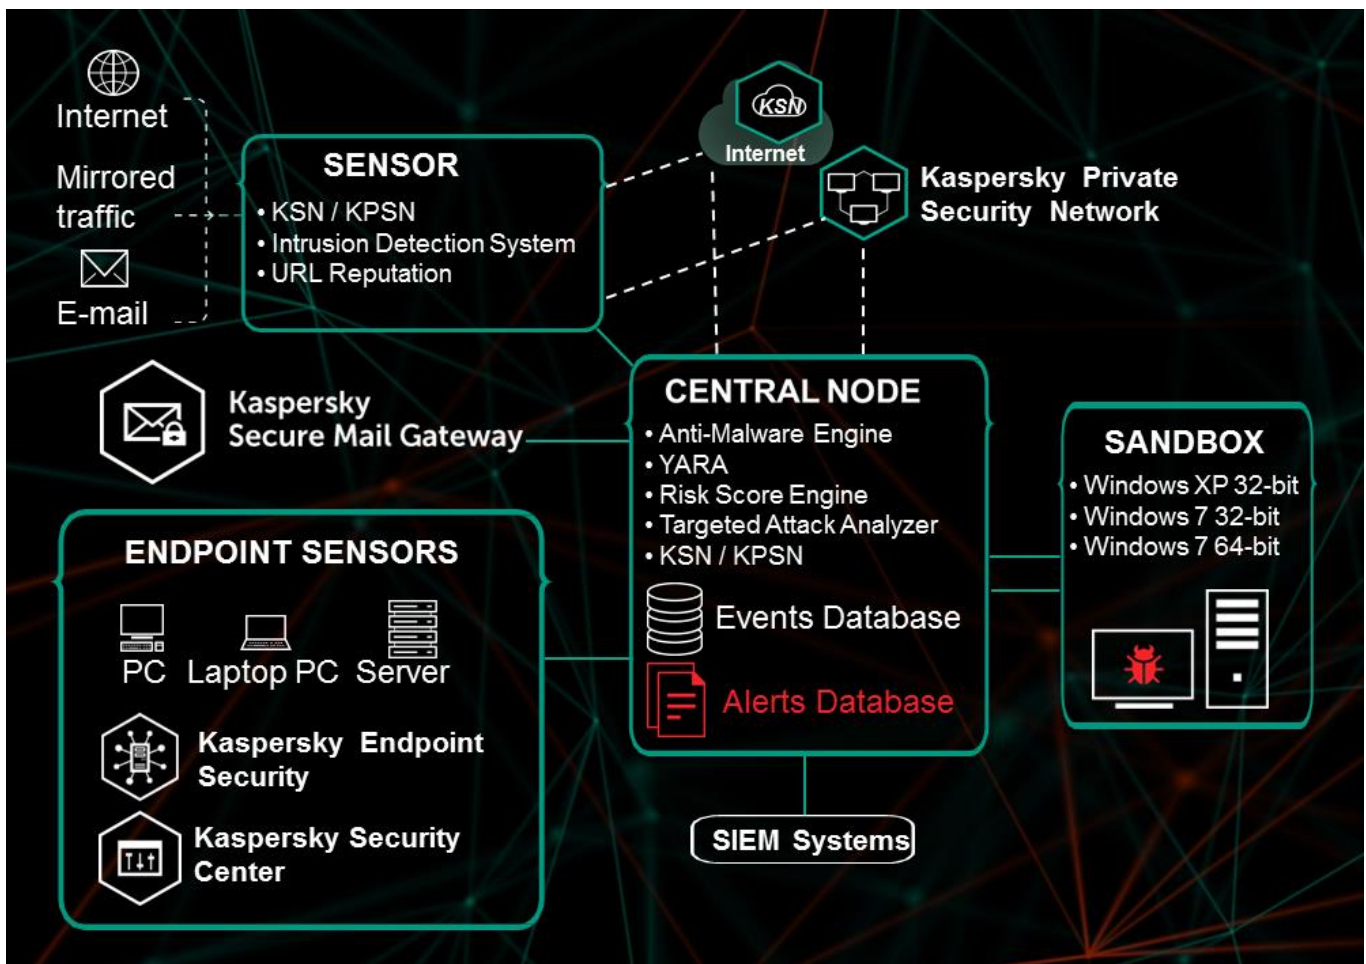 Internet
Mirrored
traffic
E-mail
SENSOR
• KSN / KPSN
• Intrusion Detection System
• URL Reputation
KSN
Internet
Kaspersky Private
Security Network
Kaspersky
Secure Mail Gateway
CENTRAL NODE
• Anti-Malware Engine
• YARA
• Risk Score Engine
• Targeted Attack Analyzer
• KSN / KPSN
Events Database
Alerts Database
SANDBOX
• Windows XP 32-bit
• Windows 7 32-bit
• Windows 7 64-bit
ENDPOINT SENSORS
PC Laptop PC Server
Kaspersky Endpoint
Security
Kaspersky Security
Center
SIEM Systems